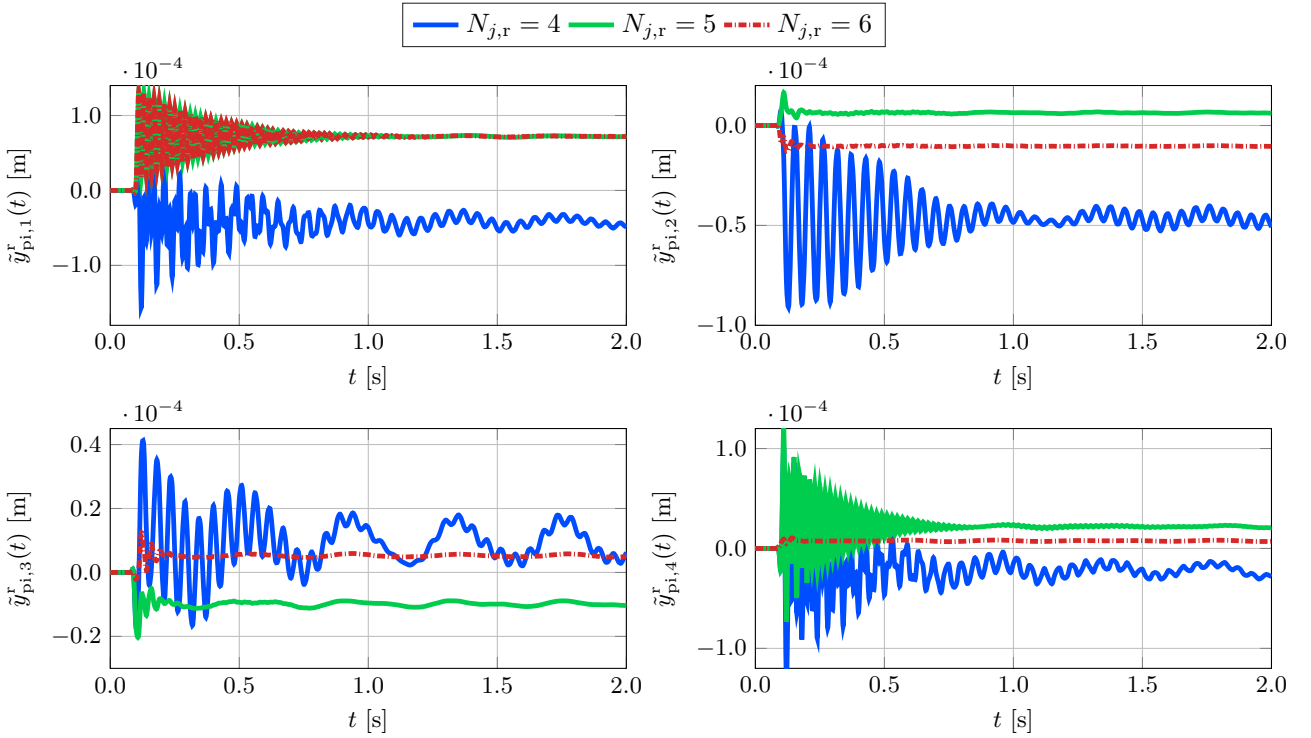 N_{j,r} = 4 N_{j,r} = 5 N_{j,r} = 6
· 10^{−4}
1.0
0.0
−1.0
ỹ^r_{pi,1}(t) [m]
0.0 0.5 1.0 1.5 2.0
t [s]
· 10^{−4}
0.0
−0.5
−1.0
ỹ^r_{pi,2}(t) [m]
0.0 0.5 1.0 1.5 2.0
t [s]
· 10^{−4}
0.4
0.2
0.0
−0.2
ỹ^r_{pi,3}(t) [m]
0.0 0.5 1.0 1.5 2.0
t [s]
· 10^{−4}
1.0
0.0
−1.0
ỹ^r_{pi,4}(t) [m]
0.0 0.5 1.0 1.5 2.0
t [s]